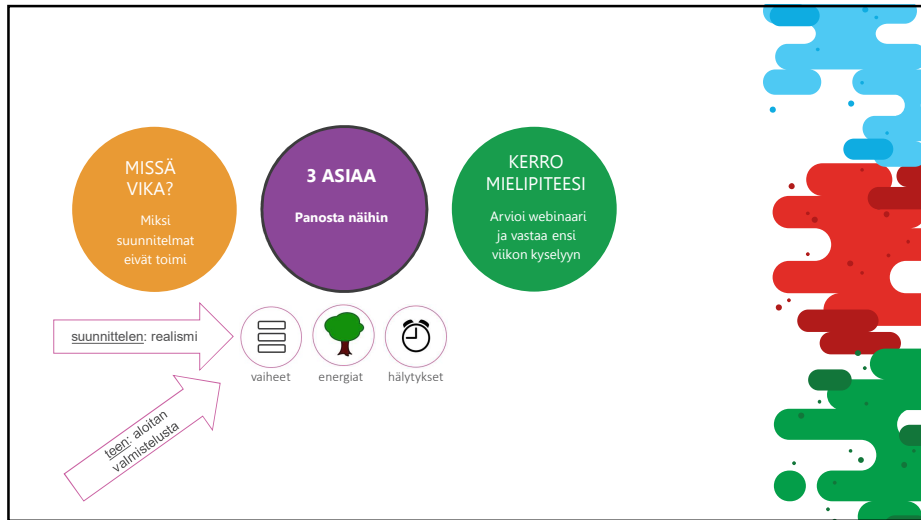 MISSÄ
VIKA?
Miksi
suunnitelmat
eivät toimi
3 ASIAA
Panosta näihin
KERRO
MIELIPITEESI
Arvioi webinaari
ja vastaa ensi
viikon kyselyyn
suunnittelen: realismi
vaiheet
energiat
hälytykset
teen: aloitan
valmistelusta